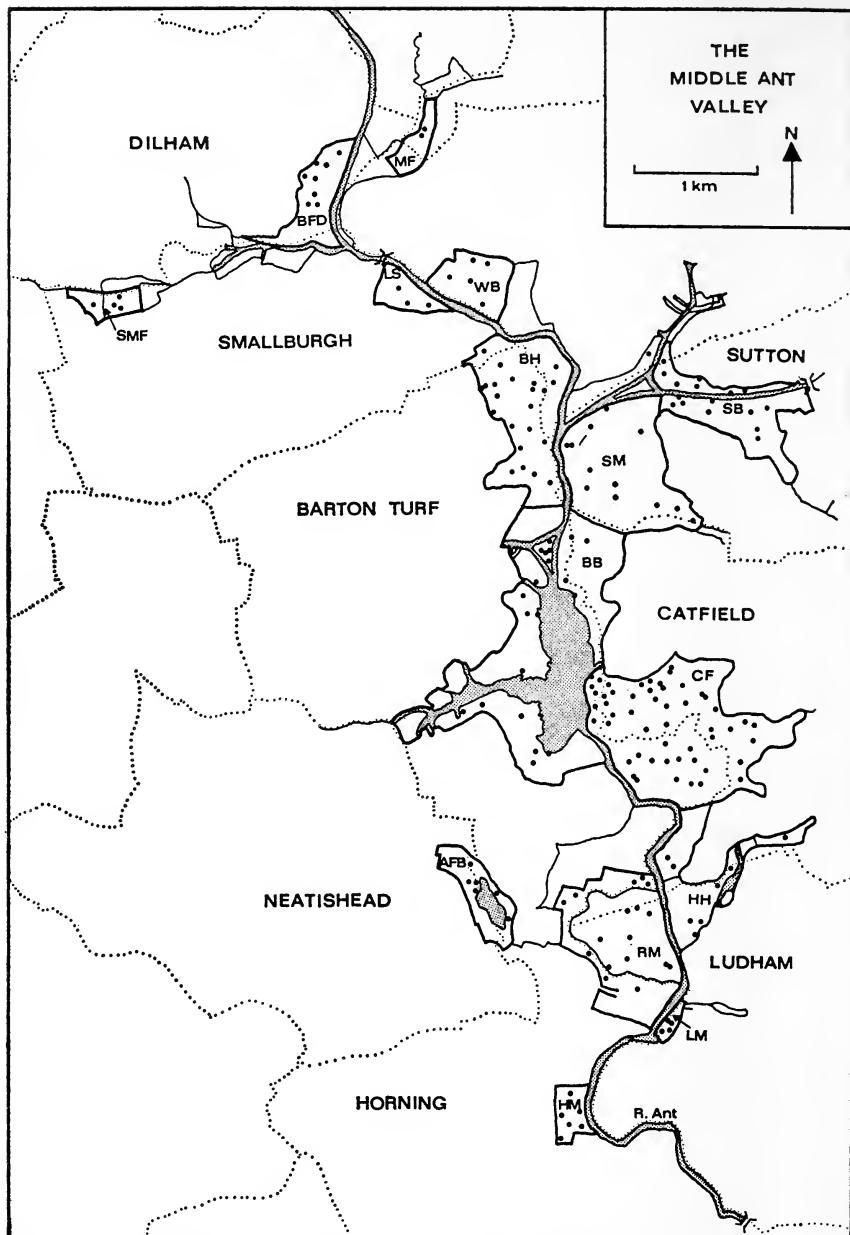 THE
MIDDLE ANT
VALLEY
N
1 km
DILHAM
MF
BFD
LS
WB
SMF
SMALLBURGH
BH
SUTTON
SB
SM
BARTON TURF
BB
CATFIELD
CF
AFB
NEATISHEAD
HH
RM
LUDHAM
LM
HORNING
HM
R. Ant